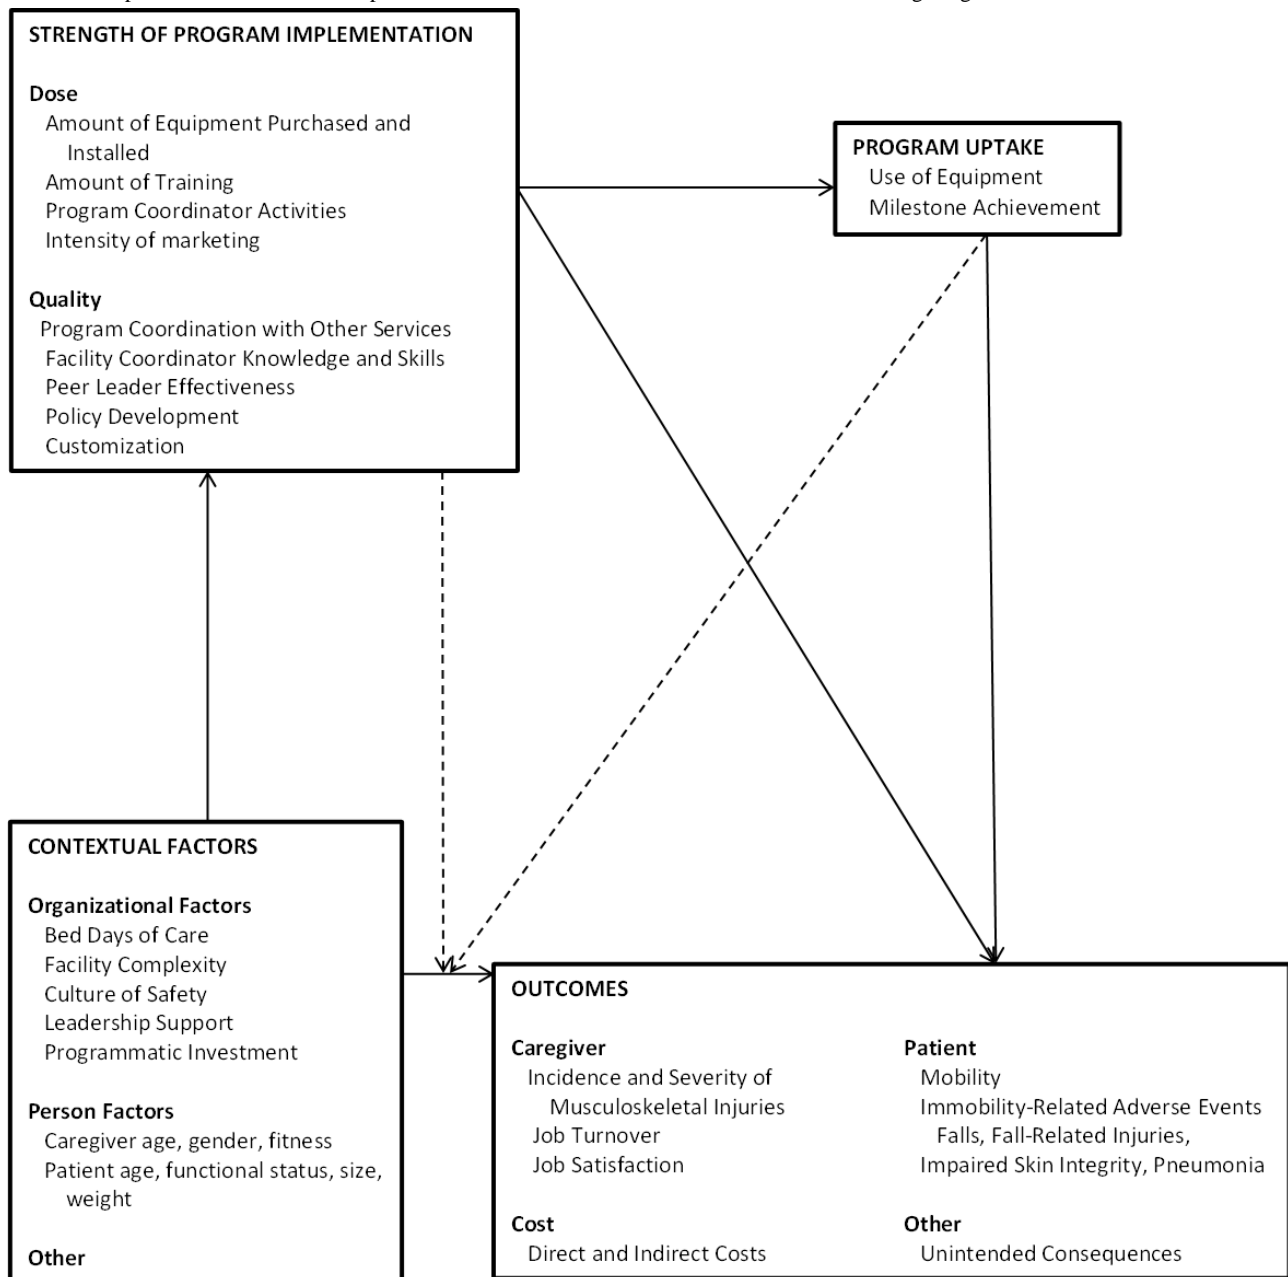 STRENGTH OF PROGRAM IMPLEMENTATION
Dose
Amount of Equipment Purchased and
Installed
Amount of Training
Program Coordinator Activities
Intensity of marketing
Quality
Program Coordination with Other Services
Facility Coordinator Knowledge and Skills
Peer Leader Effectiveness
Policy Development
Customization
PROGRAM UPTAKE
Use of Equipment
Milestone Achievement
CONTEXTUAL FACTORS
Organizational Factors
Bed Days of Care
Facility Complexity
Culture of Safety
Leadership Support
Programmatic Investment
Person Factors
Caregiver age, gender, fitness
Patient age, functional status, size,
weight
Other
OUTCOMES
Caregiver
Incidence and Severity of
Musculoskeletal Injuries
Job Turnover
Job Satisfaction
Cost
Direct and Indirect Costs
Patient
Mobility
Immobility-Related Adverse Events
Falls, Fall-Related Injuries,
Impaired Skin Integrity, Pneumonia
Other
Unintended Consequences